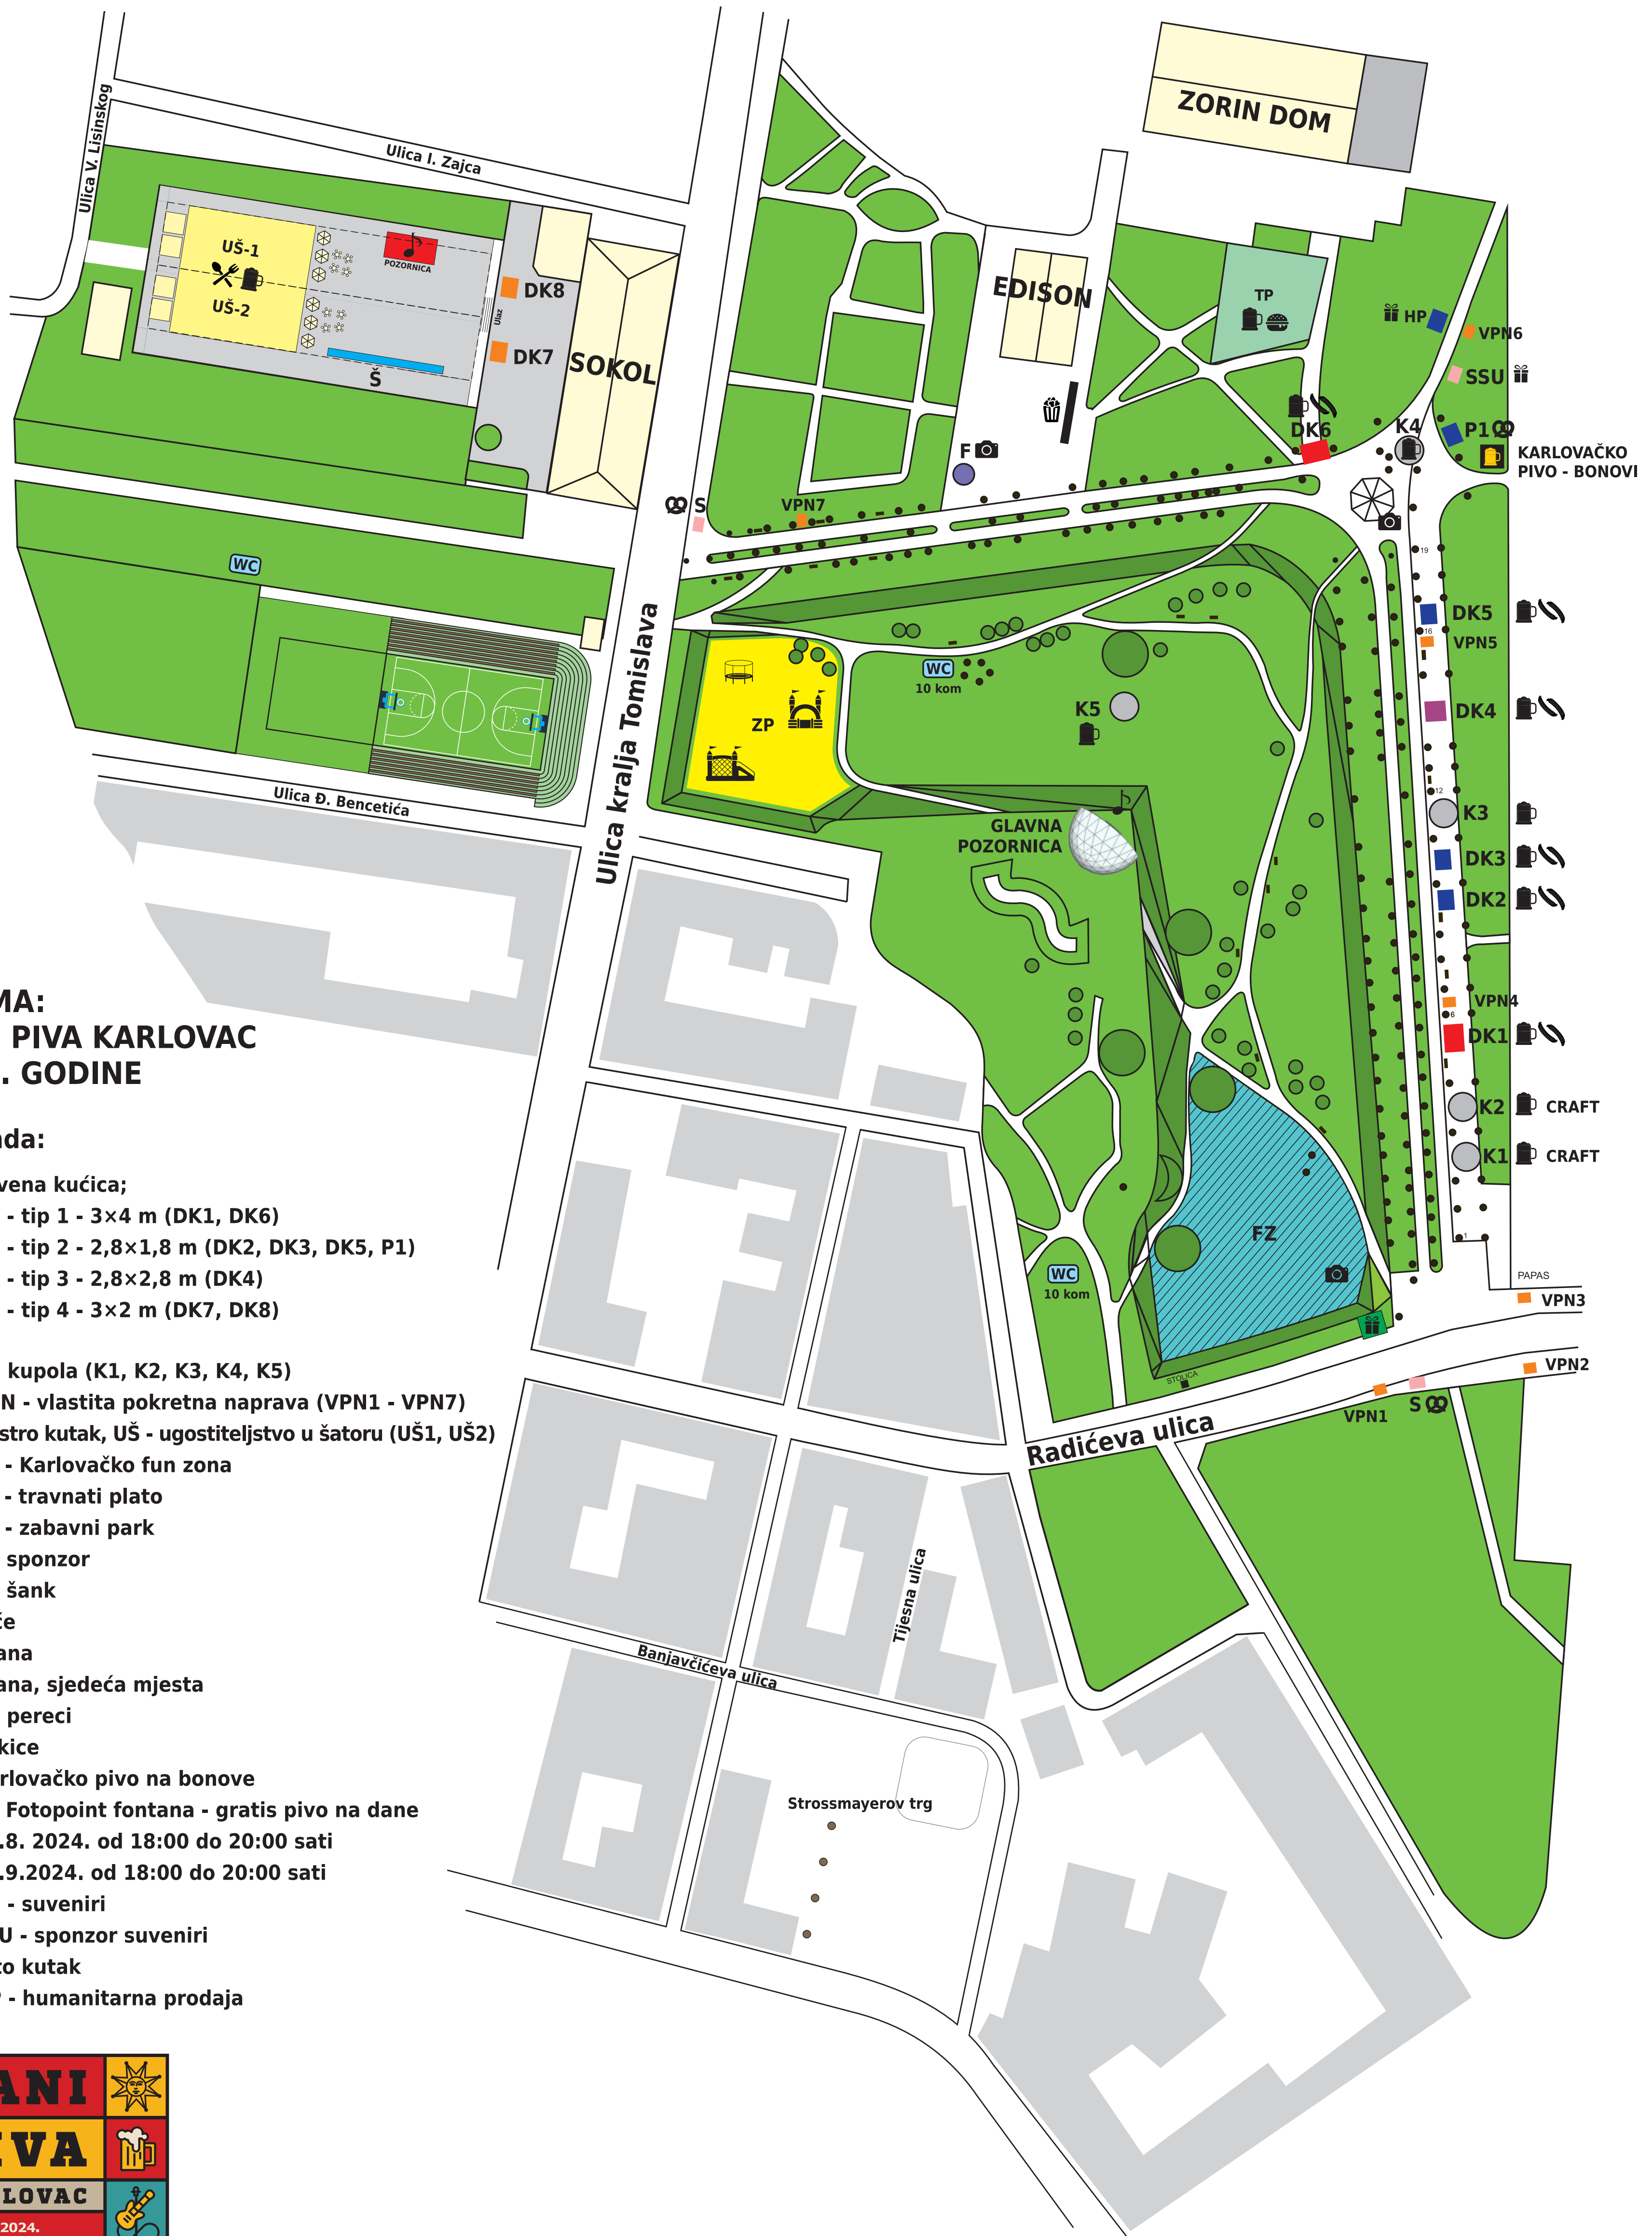 ZORIN DOM
Ulica V. Lisinskog
Ulica I. Zajca
UŠ-1
UŠ-2
POZORNICA
Ulaz
DK8
DK7
Š
SOKOL
EDISON
TP
HP
VPN6
SSU
DK6
K4
P1
KARLOVAČKO
PIVO - BONOVI
F
S
VPN7
WC
19
DK5
16
VPN5
WC
10 kom
K5
DK4
ZP
12
K3
Ulica kralja Tomislava
Ulica Đ. Bencetića
GLAVNA
POZORNICA
DK3
DK2
VPN4
6
DK1
K2
CRAFT
K1
CRAFT
FZ
1
WC
10 kom
PAPAS
VPN3
STOLICA
VPN2
VPN1
S
Radićeva ulica
Tijesna ulica
Banjavčićeva ulica
Strossmayerov trg
MA:
PIVA KARLOVAC
. GODINE
da:
vena kućica;
- tip 1 - 3×4 m (DK1, DK6)
- tip 2 - 2,8×1,8 m (DK2, DK3, DK5, P1)
- tip 3 - 2,8×2,8 m (DK4)
- tip 4 - 3×2 m (DK7, DK8)
kupola (K1, K2, K3, K4, K5)
N - vlastita pokretna naprava (VPN1 - VPN7)
stro kutak, UŠ - ugostiteljstvo u šatoru (UŠ1, UŠ2)
- Karlovačko fun zona
- travnati plato
- zabavni park
sponzor
šank
će
ana
ana, sjedeća mjesta
pereci
kice
rlovačko pivo na bonove
Fotopoint fontana - gratis pivo na dane
.8. 2024. od 18:00 do 20:00 sati
.9.2024. od 18:00 do 20:00 sati
- suveniri
U - sponzor suveniri
to kutak
- humanitarna prodaja
ANI
IVA
LOVAC
2024.